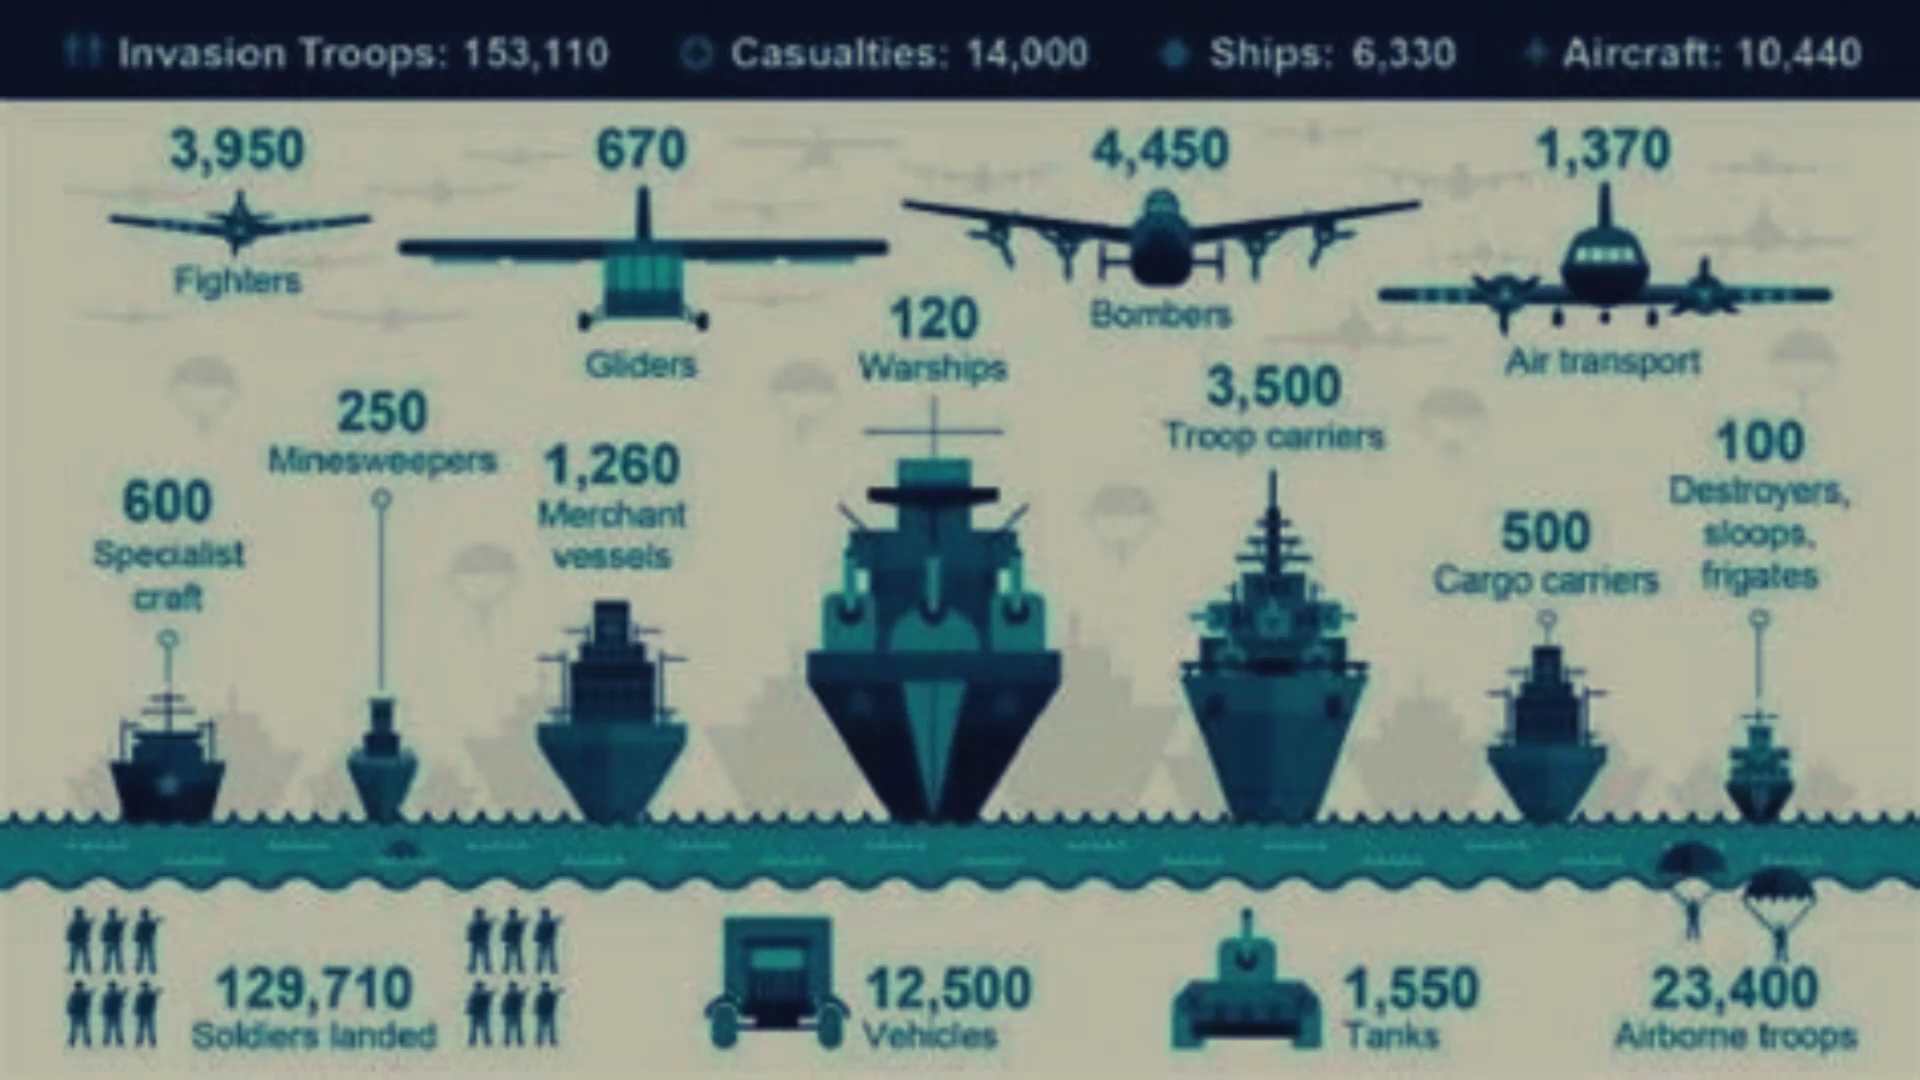 Invasion Troops: 153,110 Casualties: 14,000 Ships: 6,330 Aircraft: 10,440
3,950
Fighters
670
Gliders
4,450
Bombers
1,370
Air transport
120
Warships
3,500
Troop carriers
250
Minesweepers
1,260
Merchant
vessels
600
Specialist
craft
500
Cargo carriers
100
Destroyers,
sloops,
frigates
129,710
Soldiers landed
12,500
Vehicles
1,550
Tanks
23,400
Airborne troops